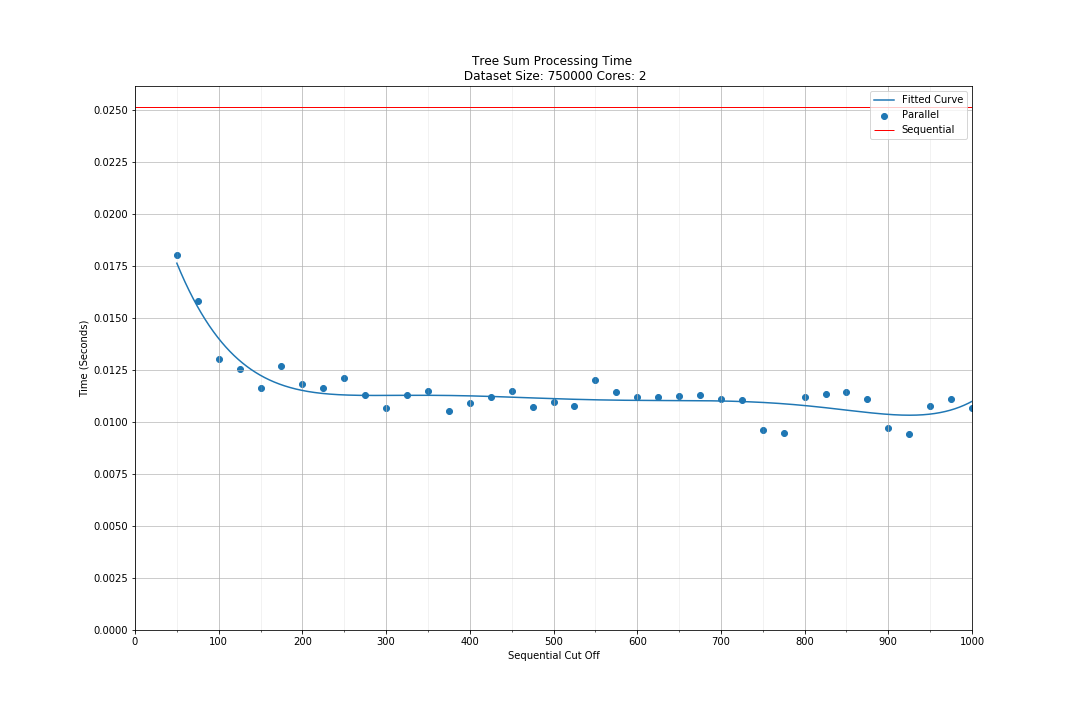 Tree Sum Processing Time
Dataset Size: 750000 Cores: 2
Fitted Curve
Parallel
Sequential
0.0250
0.0225
0.0200
0.0175
0.0150
0.0125
0.0100
0.0075
0.0050
0.0025
0.0000
Time (Seconds)
0 100 200 300 400 500 600 700 800 900 1000
Sequential Cut Off